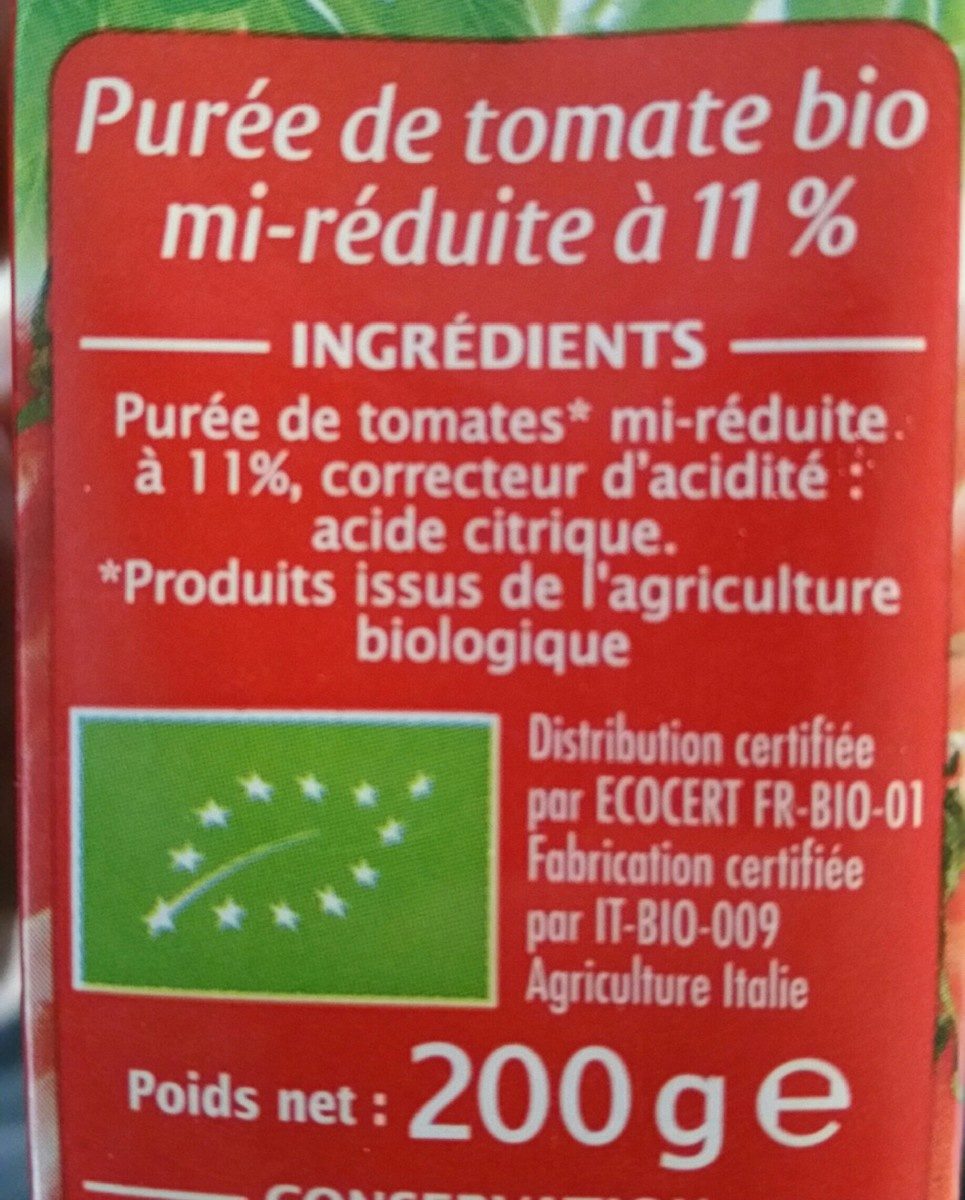 Purée de tomate bio
mi-réduite à 11 %
INGRÉDIENTS
Purée de tomates* mi-réduite
à 11%, correcteur d'acidité :
acide citrique.
*Produits issus de l'agriculture
biologique
Distribution certifiée
par ECOCERT FR-BIO-01
Fabrication certifiée
par IT-BIO-009
Agriculture Italie
Poids net : 200 g e